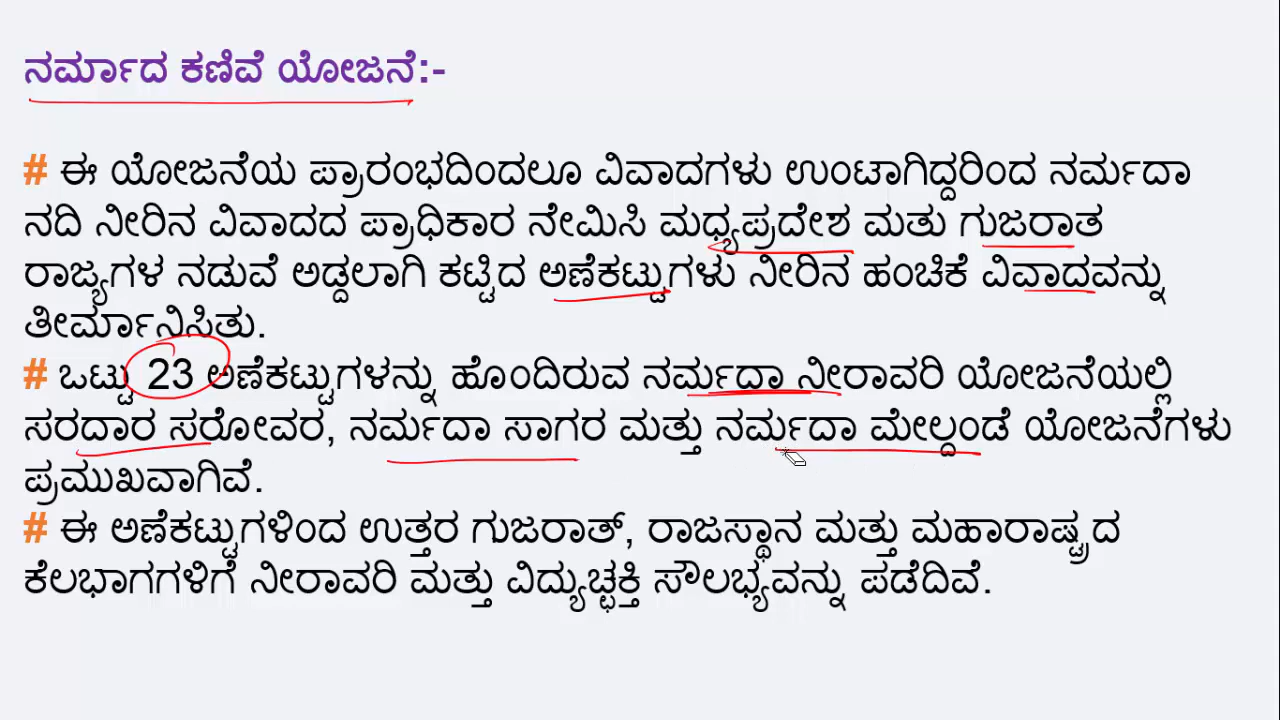 ನರ್ಮಾದ ಕಣಿವೆ ಯೋಜನೆ:-
# ಈ ಯೋಜನೆಯ ಪ್ರಾರಂಭದಿಂದಲೂ ವಿವಾದಗಳು ಉಂಟಾಗಿದ್ದರಿಂದ ನರ್ಮದಾ
ನದಿ ನೀರಿನ ವಿವಾದದ ಪ್ರಾಧಿಕಾರ ನೇಮಿಸಿ ಮಧ್ಯಪ್ರದೇಶ ಮತು ಗುಜರಾತ
ರಾಜ್ಯಗಳ ನಡುವೆ ಅಡ್ದಲಾಗಿ ಕಟ್ಟಿದ ಅಣೆಕಟ್ಟುಗಳು ನೀರಿನ ಹಂಚಿಕೆ ವಿವಾದವನ್ನು
ತೀರ್ಮಾನಿಸಿತು.
# ಒಟ್ಟು 23 ಅಣೆಕಟ್ಟುಗಳನ್ನು ಹೊಂದಿರುವ ನರ್ಮದಾ ನೀರಾವರಿ ಯೋಜನೆಯಲ್ಲಿ
ಸರದಾರ ಸರೋವರ, ನರ್ಮದಾ ಸಾಗರ ಮತ್ತು ನರ್ಮದಾ ಮೇಲ್ದಂಡೆ ಯೋಜನೆಗಳು
ಪ್ರಮುಖವಾಗಿವೆ.
# ಈ ಅಣೆಕಟ್ಟುಗಳಿಂದ ಉತ್ತರ ಗುಜರಾತ್, ರಾಜಸ್ಥಾನ ಮತ್ತು ಮಹಾರಾಷ್ಟ್ರದ
ಕೆಲಭಾಗಗಳಿಗೆ ನೀರಾವರಿ ಮತ್ತು ವಿದ್ಯುಚ್ಛಕ್ತಿ ಸೌಲಭ್ಯವನ್ನು ಪಡೆದಿವೆ.